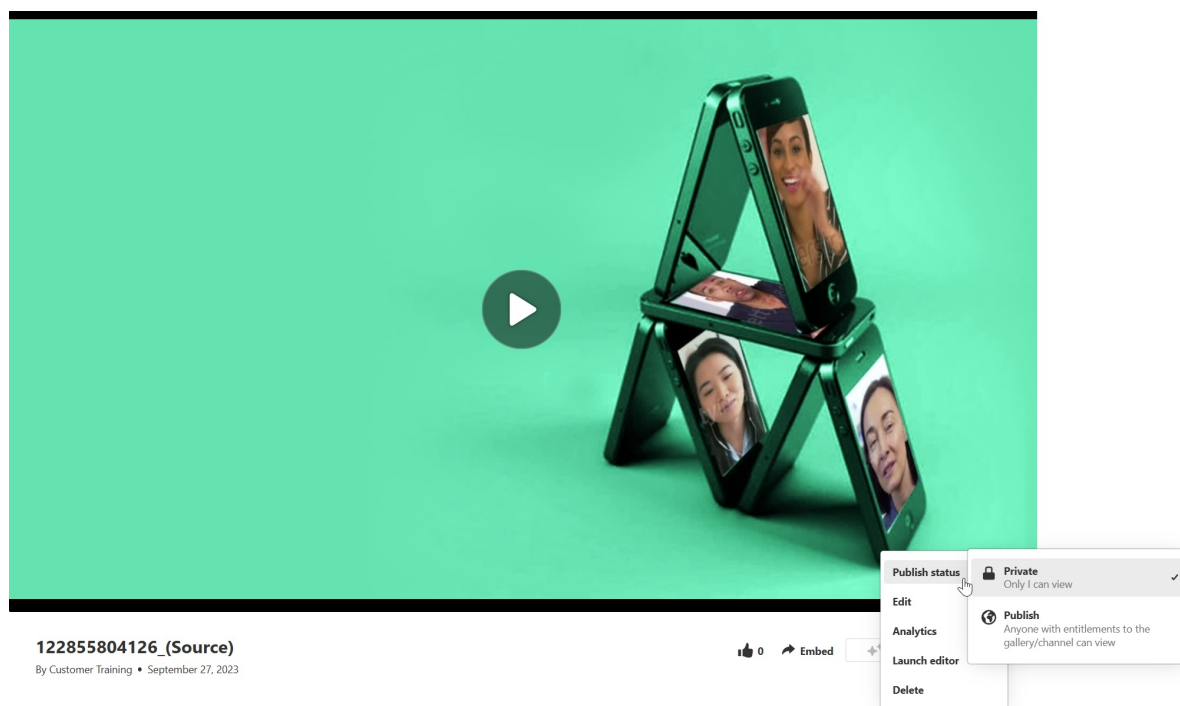 Publish status
Private
Only I can view
Edit
Publish
Anyone with entitlements to the
gallery/channel can view
Analytics
Launch editor
Delete
122855804126_(Source)
By Customer Training • September 27, 2023
0
Embed